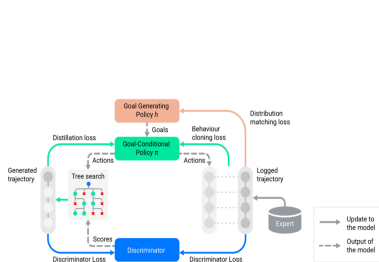 Goal Generating
Policy h
Distribution
matching loss
Goals
Distillation loss
Behaviour
cloning loss
Goal-Conditional
Policy π
Actions
Actions
Generated
trajectory
Tree search
Logged
trajectory
Expert
Update to
the model
Output of
the model
Scores
Discriminator
Discriminator Loss
Discriminator Loss